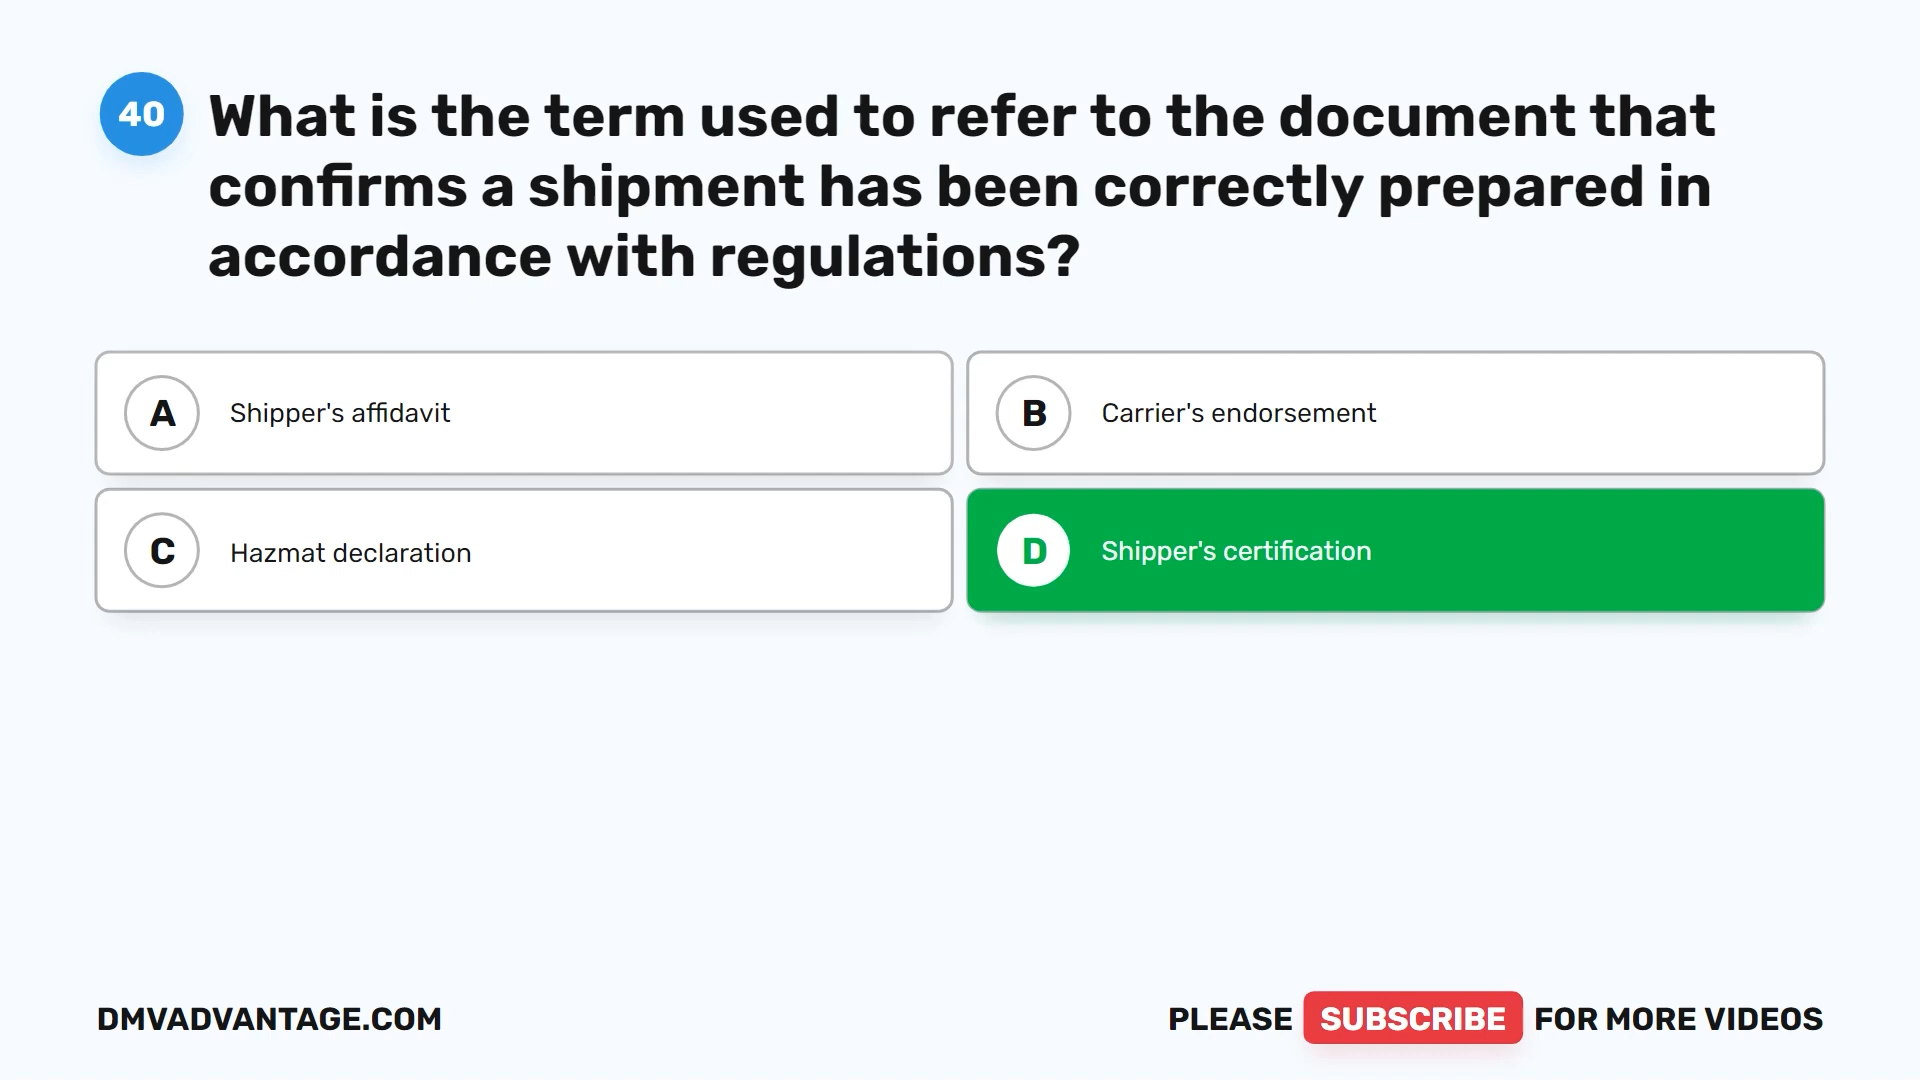 40
What is the term used to refer to the document that
confirms a shipment has been correctly prepared in
accordance with regulations?
A Shipper's affidavit
B Carrier's endorsement
C Hazmat declaration
D Shipper's certification
DMVADVANTAGE.COM
PLEASE SUBSCRIBE FOR MORE VIDEOS